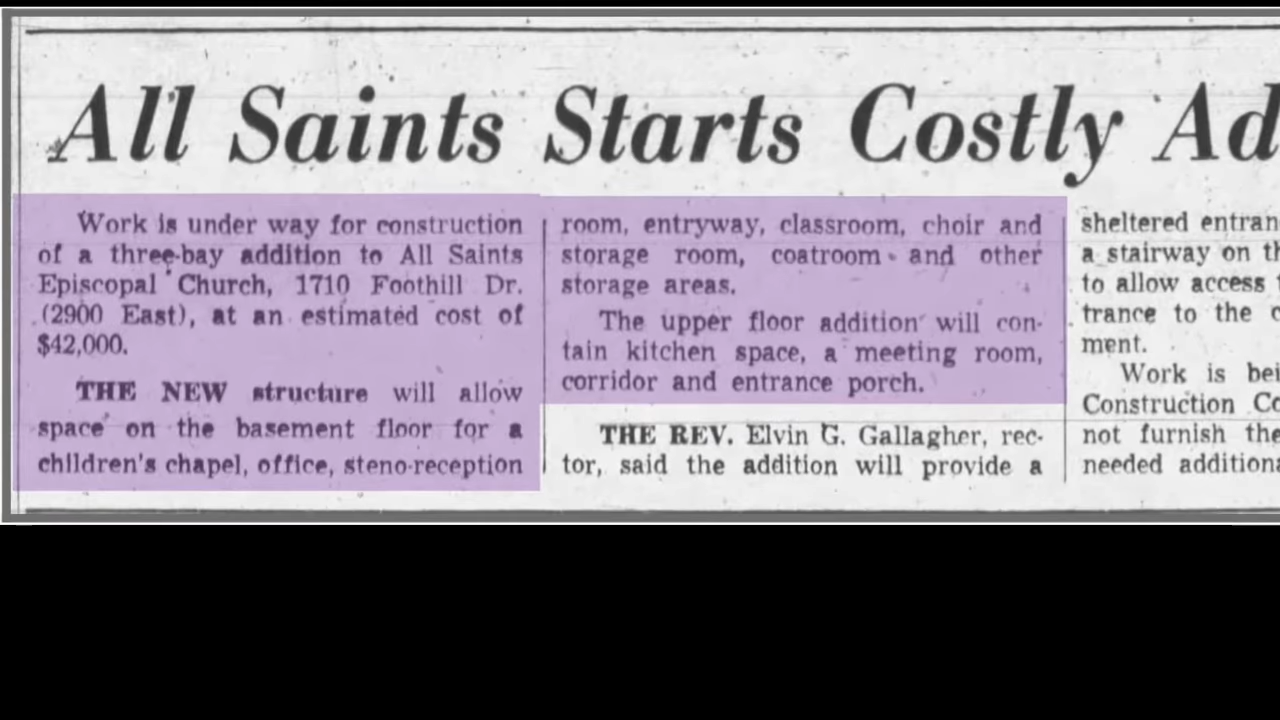 All Saints Starts Costly Ad
Work is under way for construction
of a three-bay addition to All Saints
Episcopal Church, 1710 Foothill Dr.
(2900 East), at an estimated cost of
$42,000.
THE NEW structure will allow
space on the basement floor for a
children's chapel, office, steno-reception
room, entryway, classroom, choir and
storage room, coatroom and other
storage areas.
The upper floor addition will con-
tain kitchen space, a meeting room,
corridor and entrance porch.
THE REV. Elvin G. Gallagher, rec-
tor, said the addition will provide a
sheltered entran
a stairway on th
to allow access
trance to the c
ment.
Work is bei
Construction Co
not furnish the
needed additiona